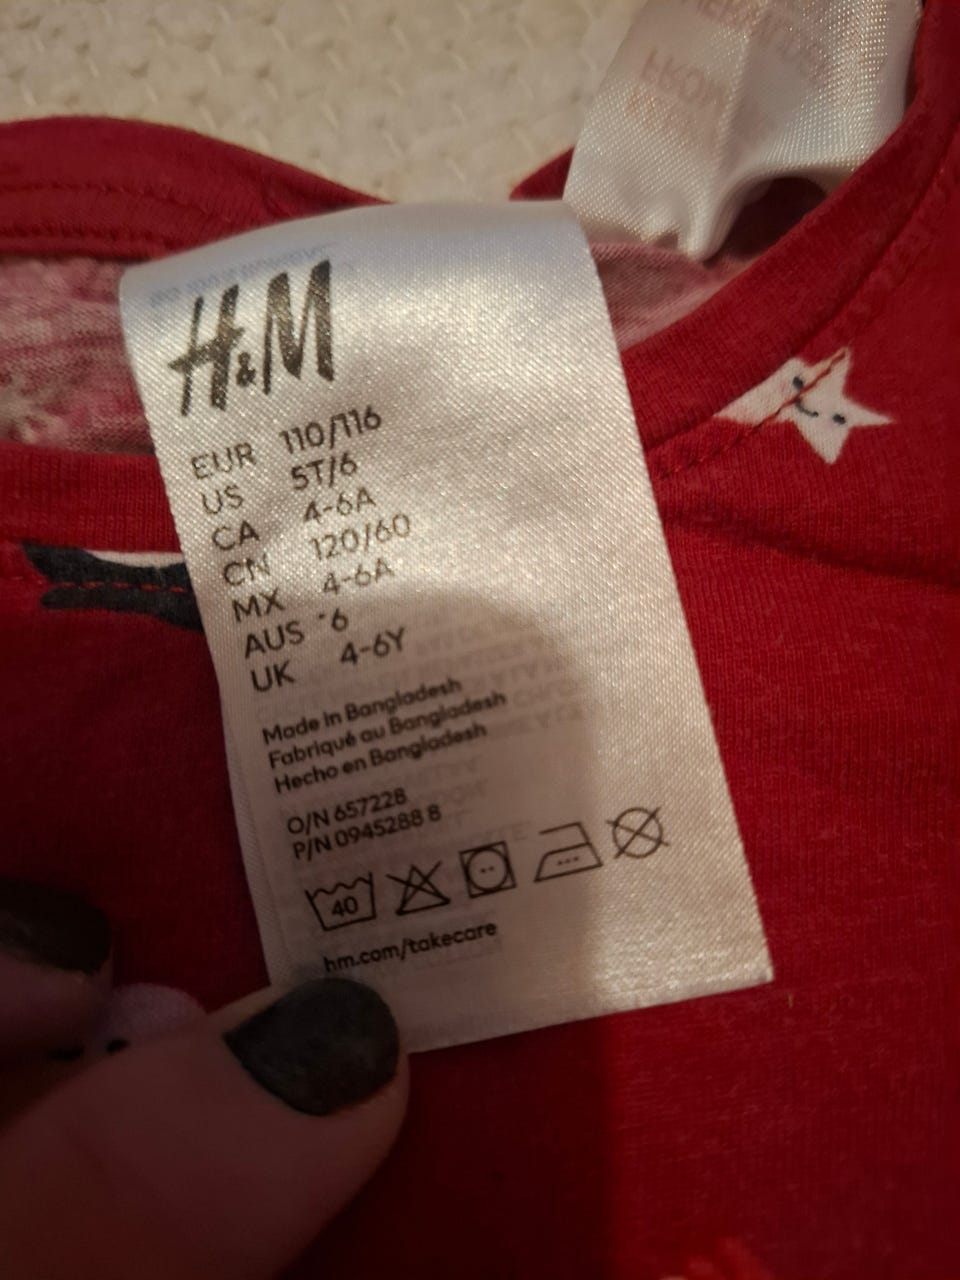 H&M
EUR 110/116
US 5T/6
CA 4-6A
CN 120/60
MX 4-6A
AUS 6
UK 4-6Y
Made in Bangladesh
Fabriqué au Bangladesh
Hecho en Bangladesh
O/N 657228
P/N 0945288 8
40
hm.com/takecare